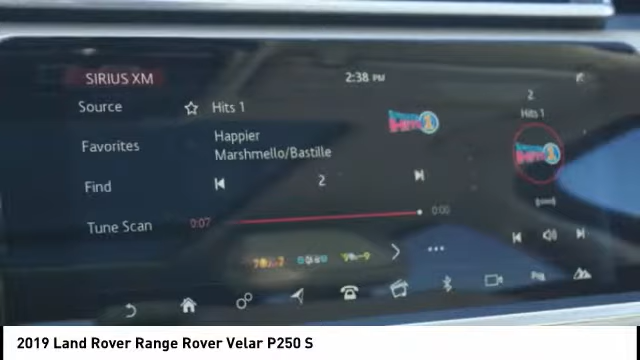 SIRIUS XM
2:38 PM
Source
Hits 1
2
Hits 1
Happier
Favorites
Marshmello/Bastille
Find
2
Tune Scan
0:07
0:00
2019 Land Rover Range Rover Velar P250 S